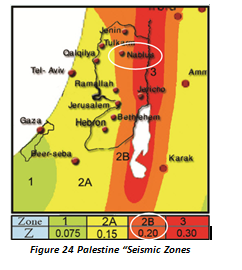 Jenin
Tulkarm
Nablus
Qalqilya
Tel- Aviv
3
Ramallah
Amm
Jericho
Jerusalem
Gaza
Bethlehem
Hebron
2B
Beer-seba
Karak
1
2A
Zone 1 2A 2B 3
Z 0.075 0.15 0.20 0.30
Figure 24 Palestine "Seismic Zones